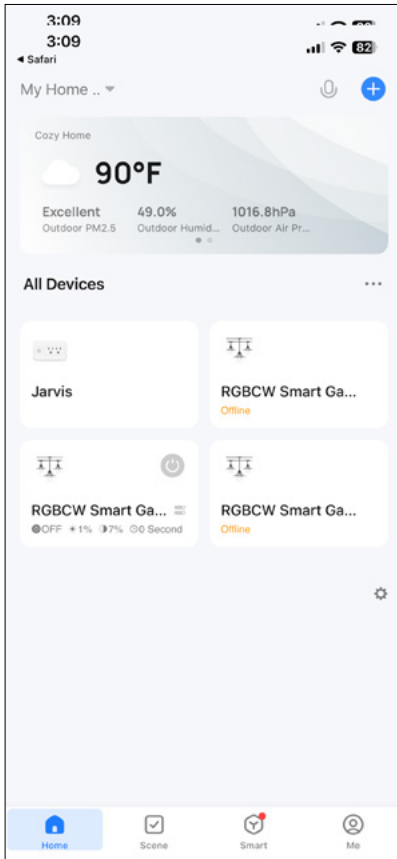 3:09
3:09
82
◀ Safari
My Home ..
Cozy Home
90°F
Excellent 49.0% 1016.8hPa
Outdoor PM2.5 Outdoor Humid... Outdoor Air Pr...
All Devices
Jarvis
RGBCW Smart Ga...
Offline
RGBCW Smart Ga...
OFF 1% 7% 0 Second
RGBCW Smart Ga...
Offline
Home Scene Smart Me